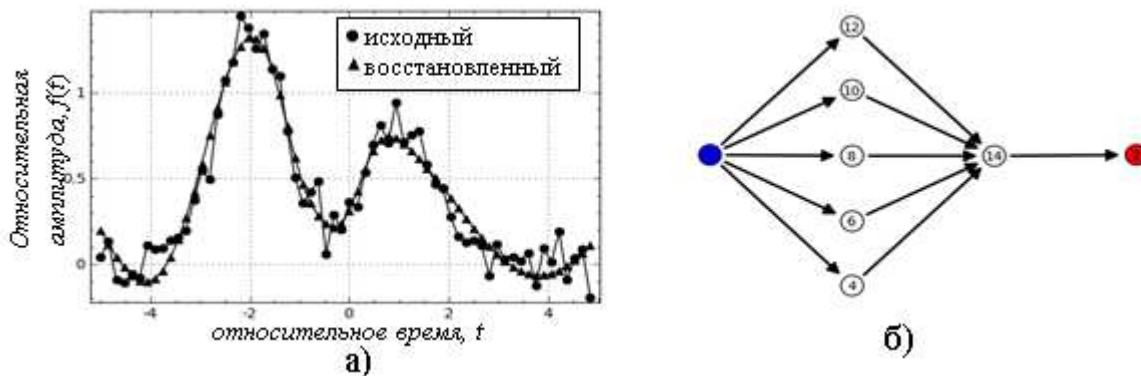 исходный
восстановленный
Относительная
амплитуда, f(t)
1
0.5
0
-4
-2
0
2
4
относительное время, t
а)
12
10
8
6
4
14
б)